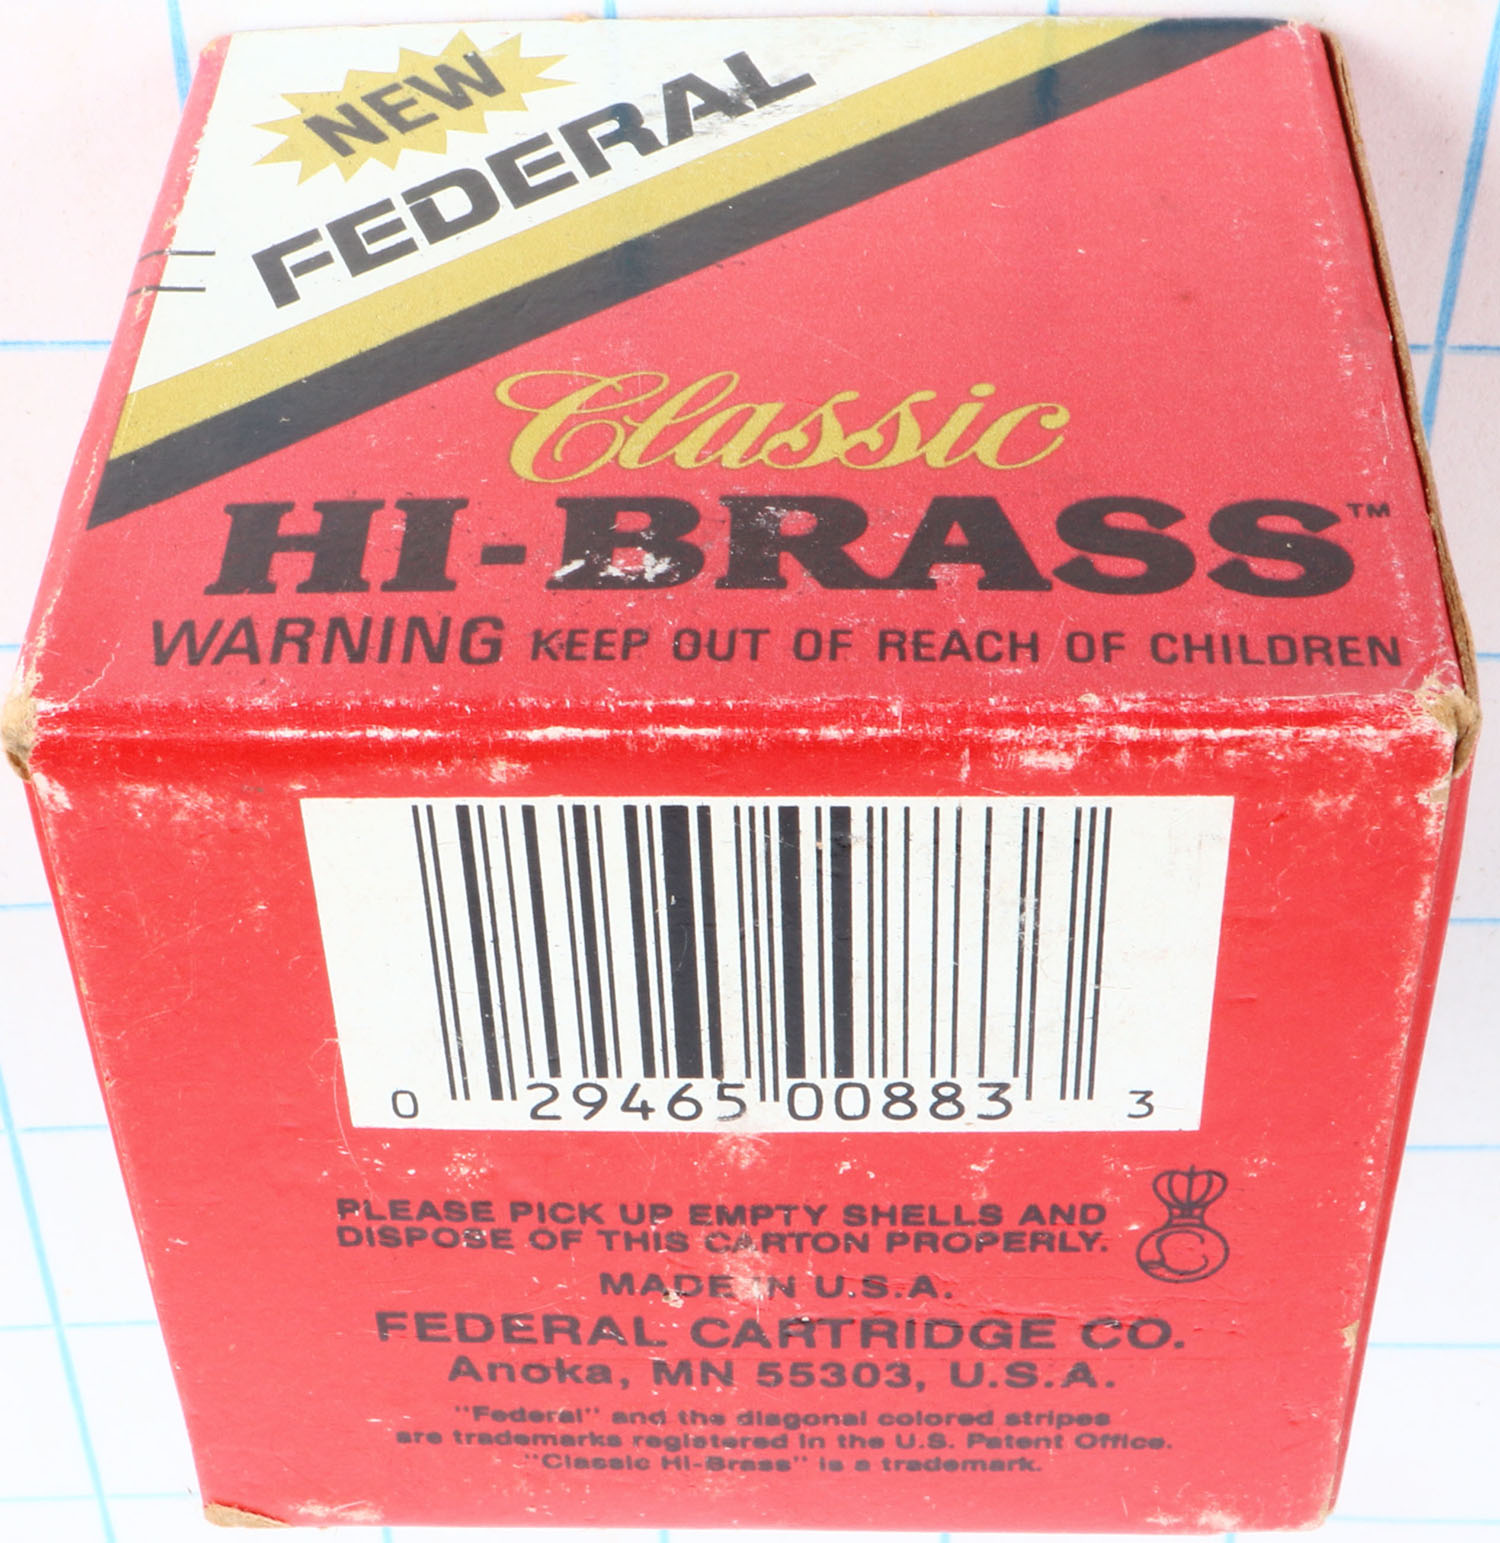 NEW
FEDERAL
Classic
HI-BRASS™
WARNING KEEP OUT OF REACH OF CHILDREN
0 29465 00883 3
PLEASE PICK UP EMPTY SHELLS AND
DISPOSE OF THIS CARTON PROPERLY.
MADE IN U.S.A.
FEDERAL CARTRIDGE CO.
Anoka, MN 55303, U.S.A.
"Federal" and the diagonal colored stripes
are trademarks registered in the U.S. Patent Office.
"Classic Hi-Brass" is a trademark.